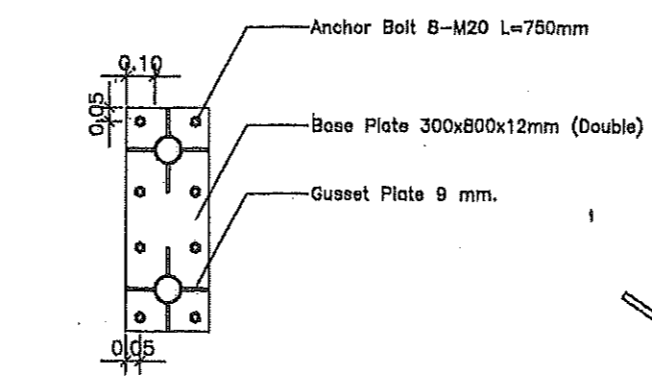 Anchor Bolt 8-M20 L=750mm
0.10
0.05
Base Plate 300x800x12mm (Double)
Gusset Plate 9 mm.
0.05